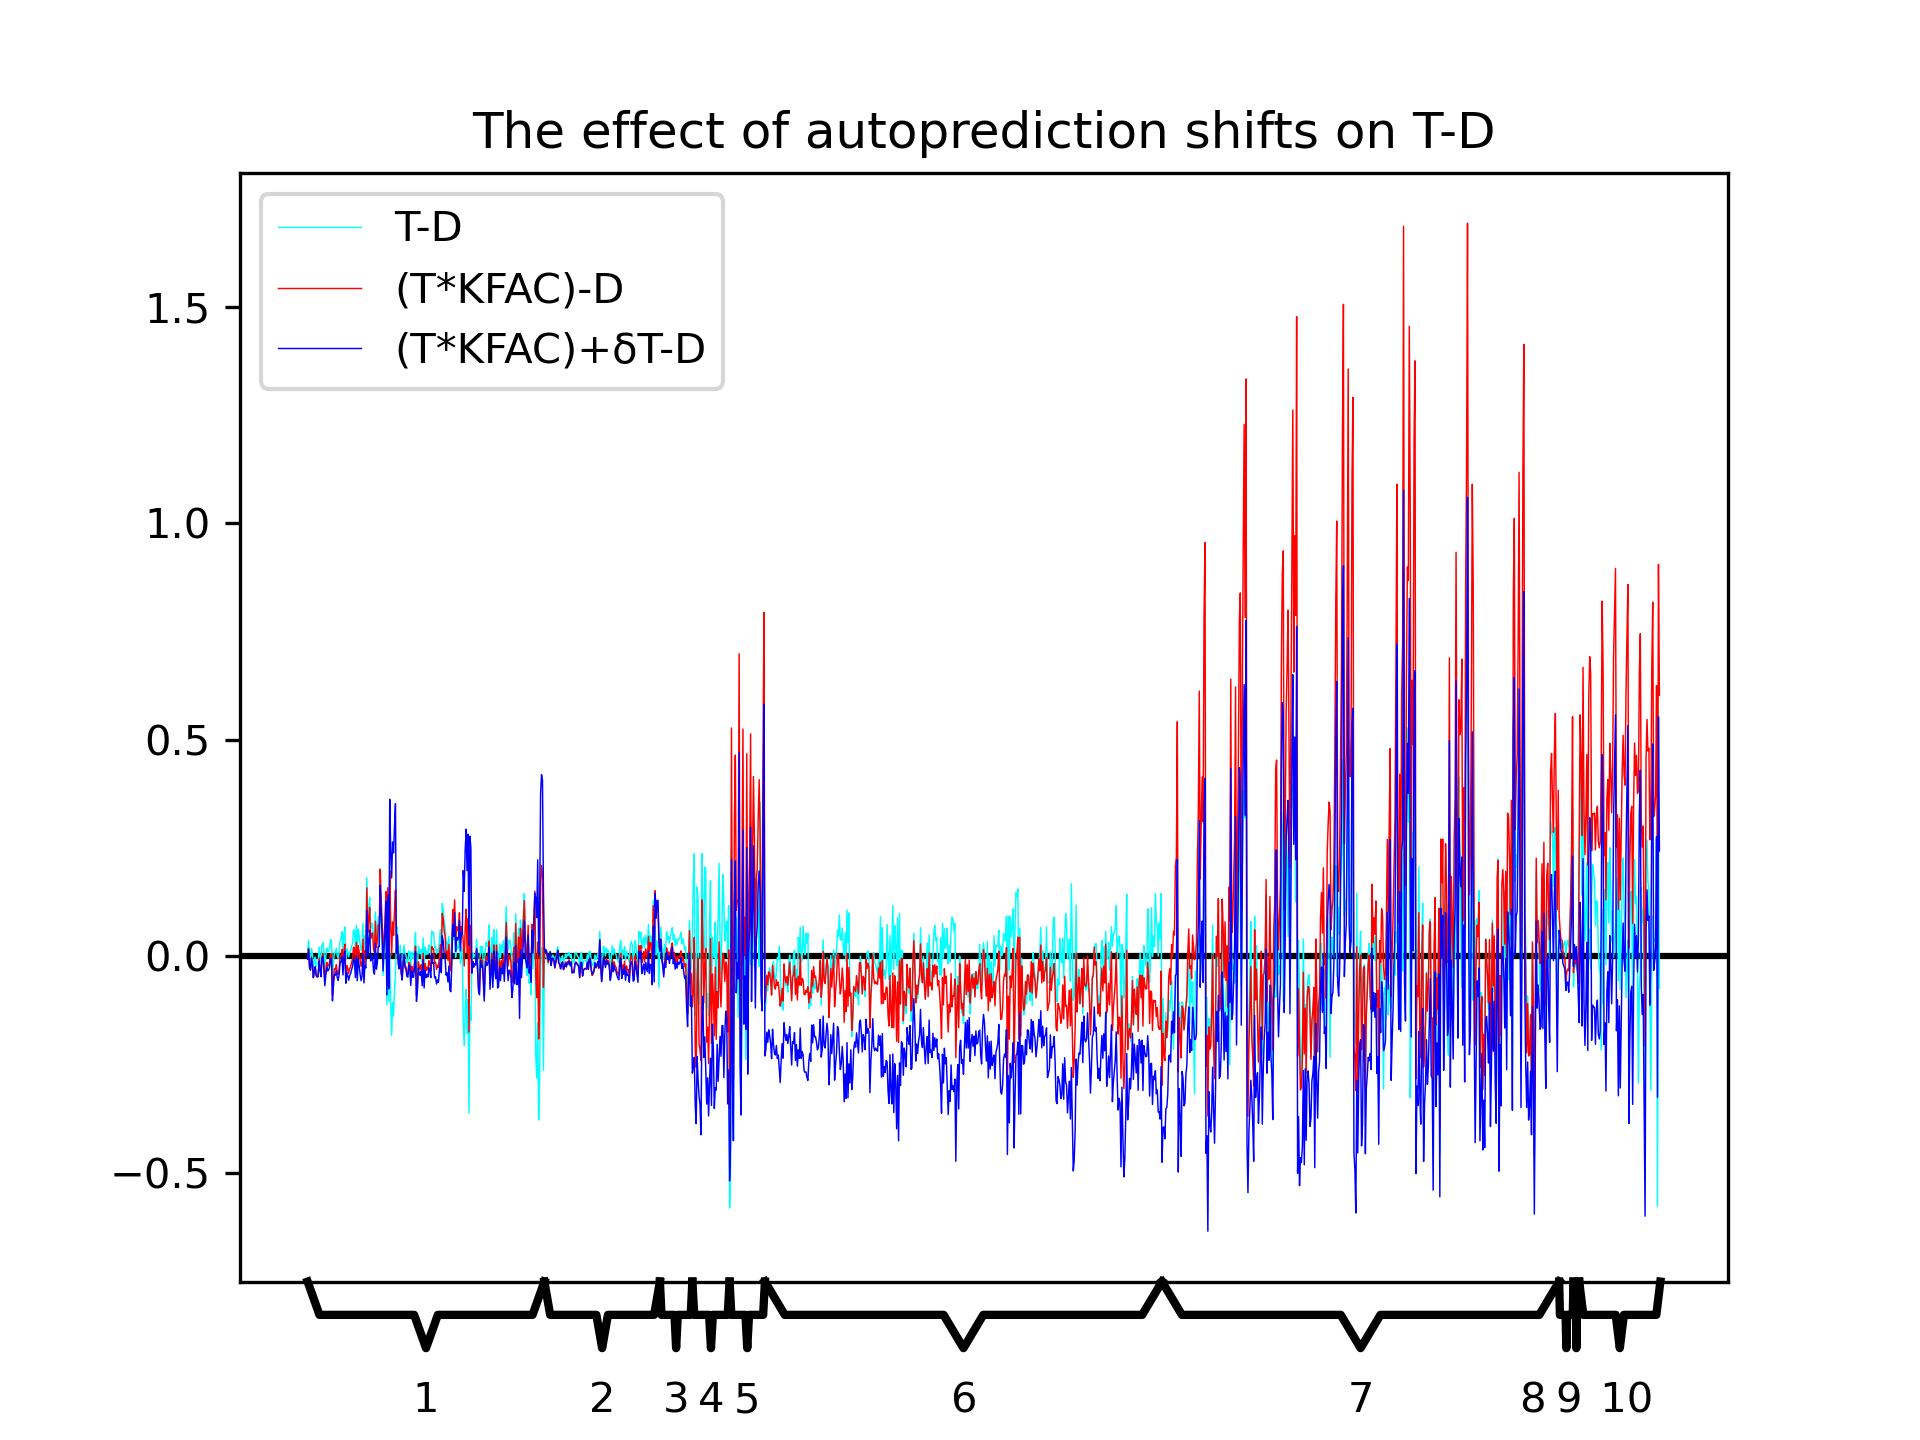 The effect of autoprediction shifts on T-D
T-D
(T*KFAC)-D
(T*KFAC)+δT-D
1.5
1.0
0.5
0.0
−0.5
1 2 3 4 5 6 7 8 9 10